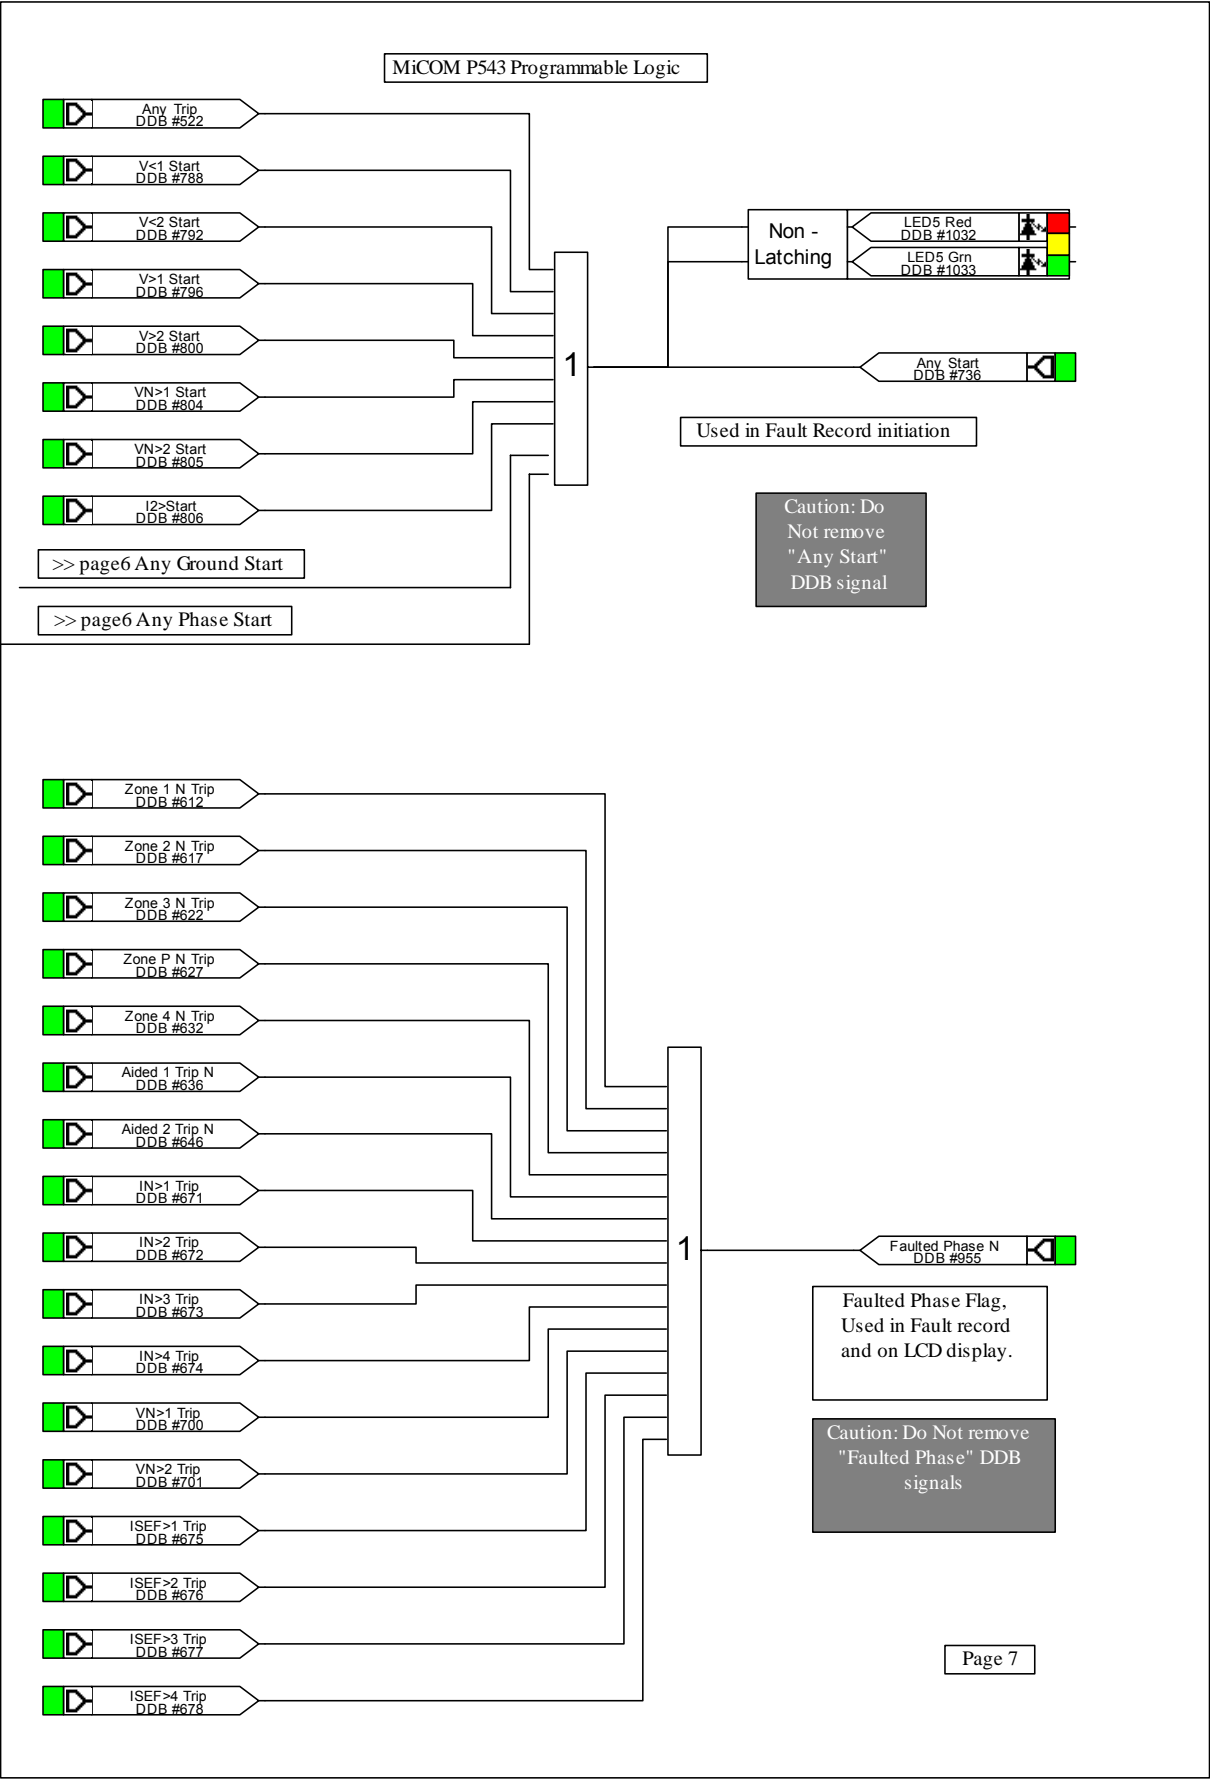 MiCOM P543 Programmable Logic
Any Trip
DDB #522
V<1 Start
DDB #788
V<2 Start
DDB #792
V>1 Start
DDB #796
V>2 Start
DDB #800
VN>1 Start
DDB #804
VN>2 Start
DDB #805
I2>Start
DDB #806
>> page6 Any Ground Start
>> page6 Any Phase Start
1
Non -
Latching
LED5 Red
DDB #1032
LED5 Grn
DDB #1033
Any Start
DDB #736
Used in Fault Record initiation
Caution: Do
Not remove
"Any Start"
DDB signal
Zone 1 N Trip
DDB #612
Zone 2 N Trip
DDB #617
Zone 3 N Trip
DDB #622
Zone P N Trip
DDB #627
Zone 4 N Trip
DDB #632
Aided 1 Trip N
DDB #636
Aided 2 Trip N
DDB #646
IN>1 Trip
DDB #671
IN>2 Trip
DDB #672
IN>3 Trip
DDB #673
IN>4 Trip
DDB #674
VN>1 Trip
DDB #700
VN>2 Trip
DDB #701
ISEF>1 Trip
DDB #675
ISEF>2 Trip
DDB #676
ISEF>3 Trip
DDB #677
ISEF>4 Trip
DDB #678
1
Faulted Phase N
DDB #955
Faulted Phase Flag,
Used in Fault record
and on LCD display.
Caution: Do Not remove
"Faulted Phase" DDB
signals
Page 7